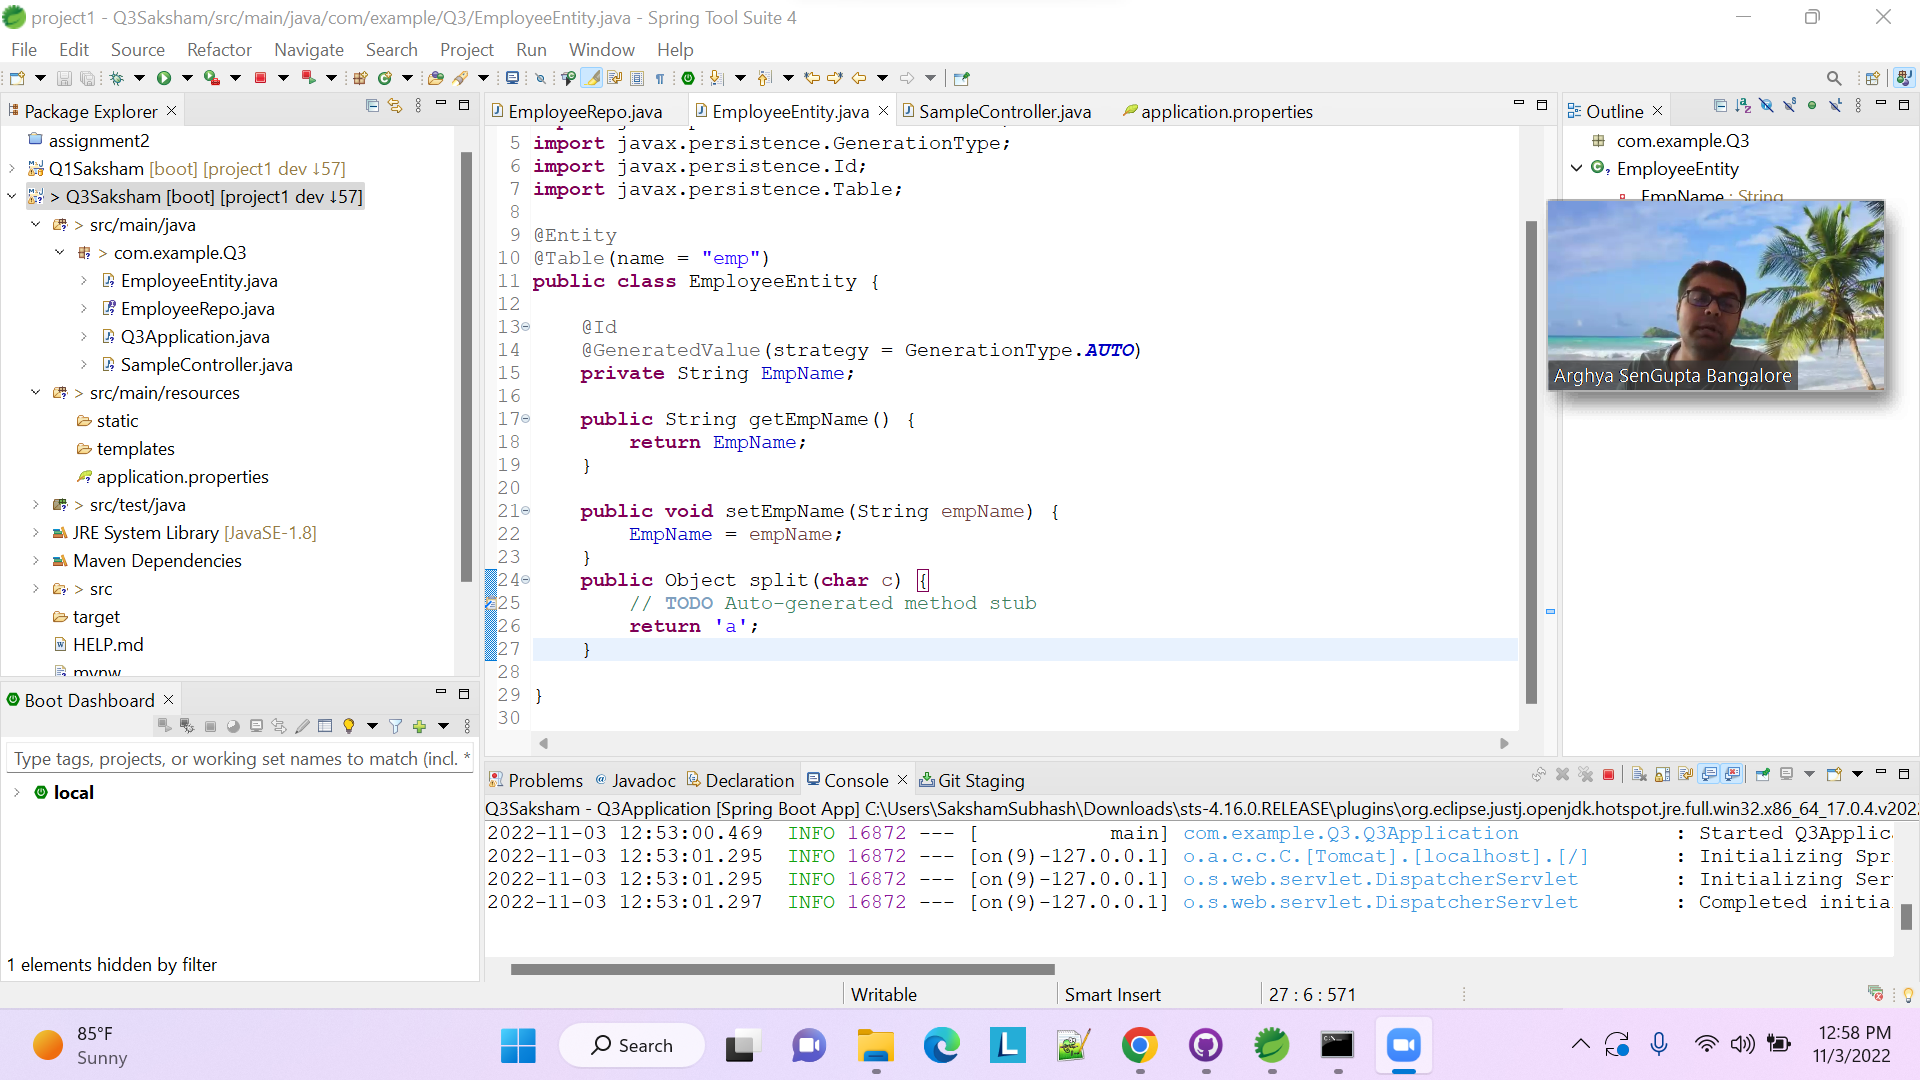 project1 - Q3Saksham/src/main/java/com/example/Q3/EmployeeEntity.java - Spring Tool Suite 4
File Edit Source Refactor Navigate Search Project Run Window Help
Package Explorer
assignment2
Q1Saksham [boot] [project1 dev ↓57]
> Q3Saksham [boot] [project1 dev ↓57]
> src/main/java
> com.example.Q3
EmployeeEntity.java
EmployeeRepo.java
Q3Application.java
SampleController.java
> src/main/resources
static
templates
application.properties
> src/test/java
JRE System Library [JavaSE-1.8]
Maven Dependencies
> src
target
HELP.md
mvnw
Boot Dashboard
Type tags, projects, or working set names to match (incl. *
local
1 elements hidden by filter
EmployeeRepo.java EmployeeEntity.java SampleController.java application.properties
5 import javax.persistence.GenerationType;
6 import javax.persistence.Id;
7 import javax.persistence.Table;
8
9 @Entity
10 @Table(name = "emp")
11 public class EmployeeEntity {
12
13 @Id
14 @GeneratedValue(strategy = GenerationType.AUTO)
15 private String EmpName;
16
17 public String getEmpName() {
18 return EmpName;
19 }
20
21 public void setEmpName(String empName) {
22 EmpName = empName;
23 }
24 public Object split(char c) {
25 // TODO Auto-generated method stub
26 return 'a';
27 }
28
29 }
30
Outline
com.example.Q3
EmployeeEntity
EmpName : String
Arghya SenGupta Bangalore
Problems @ Javadoc Declaration Console Git Staging
Q3Saksham - Q3Application [Spring Boot App] C:\Users\SakshamSubhash\Downloads\sts-4.16.0.RELEASE\plugins\org.eclipse.justj.openjdk.hotspot.jre.full.win32.x86_64_17.0.4.v2022
2022-11-03 12:53:00.469 INFO 16872 --- [ main] com.example.Q3.Q3Application : Started Q3Applic
2022-11-03 12:53:01.295 INFO 16872 --- [on(9)-127.0.0.1] o.a.c.c.C.[Tomcat].[localhost].[/] : Initializing Spr
2022-11-03 12:53:01.295 INFO 16872 --- [on(9)-127.0.0.1] o.s.web.servlet.DispatcherServlet : Initializing Ser
2022-11-03 12:53:01.297 INFO 16872 --- [on(9)-127.0.0.1] o.s.web.servlet.DispatcherServlet : Completed initia
Writable Smart Insert 27 : 6 : 571
85°F
Sunny
Search
12:58 PM
11/3/2022